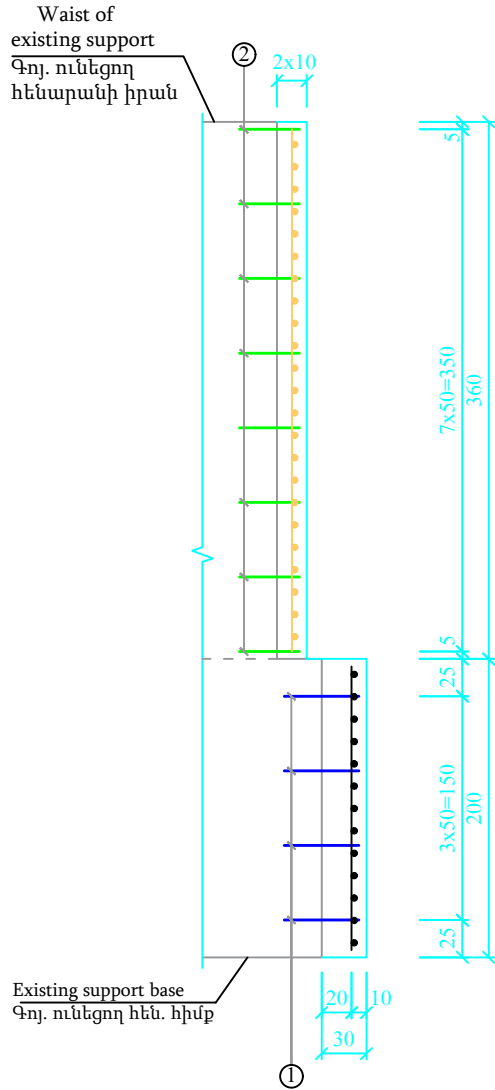 Waist of
existing support
Գոյ. ունեցող
հենարանի իրան
2
2x10
5
7x50=350
360
5
25
3x50=150
200
25
Existing support base
Գոյ. ունեցող հեն. հիմք
20
10
30
1